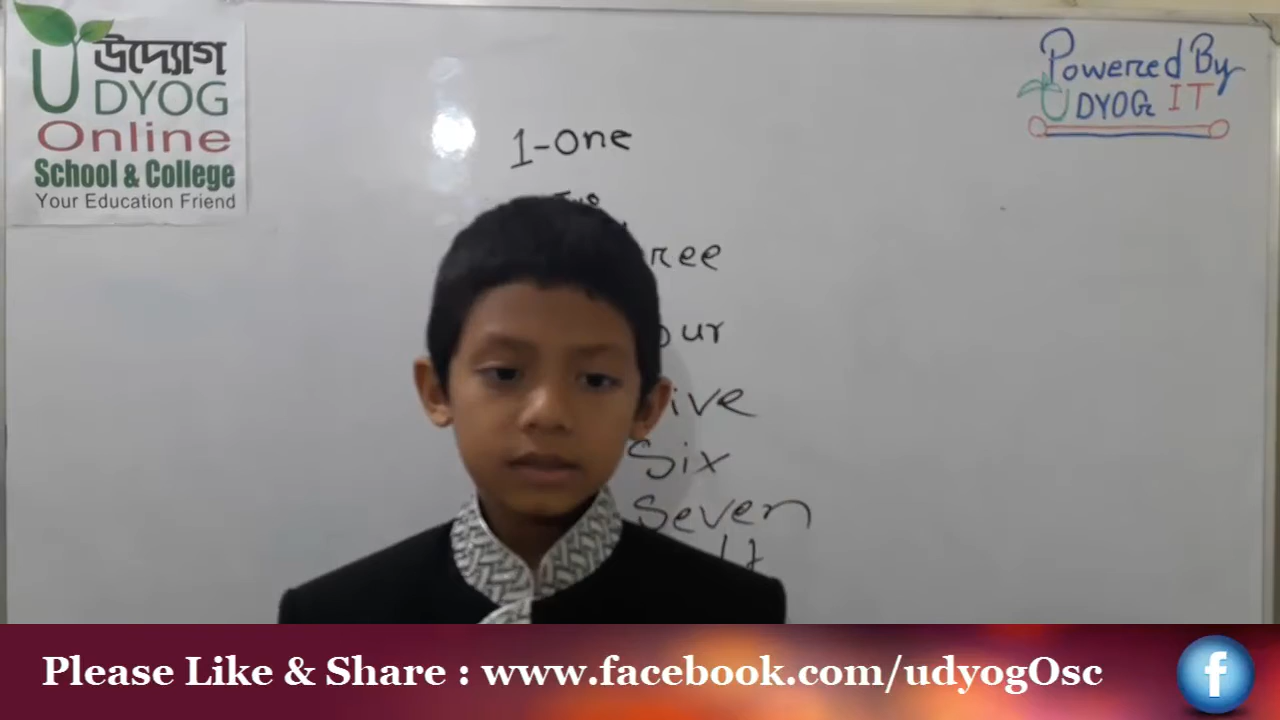 উদ্যোগ
UDYOG
Online
School & College
Your Education Friend
Powered By
UDYOG IT
1-One
Two
ree
our
ive
Six
Seven
Please Like & Share : www.facebook.com/udyogOsc
f